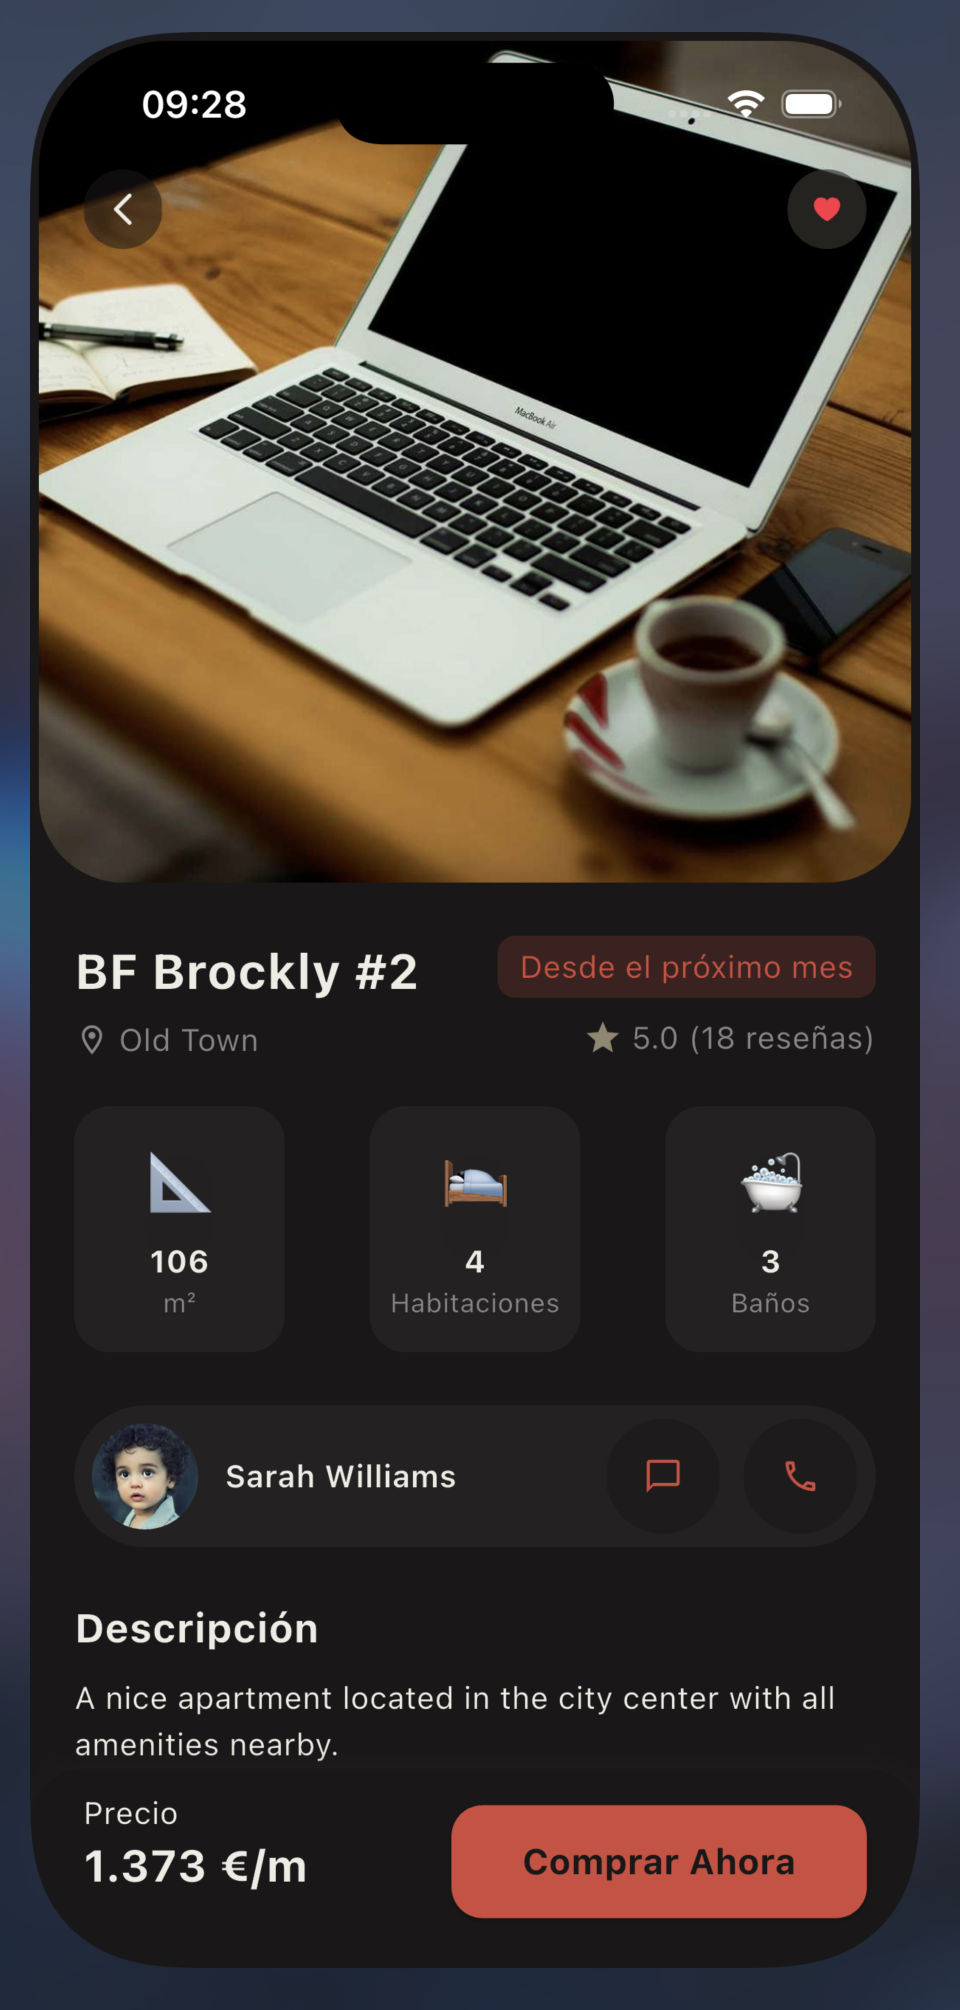 09:28
MacBook Air
BF Brockly #2
Desde el próximo mes
Old Town
5.0 (18 reseñas)
106
m²
4
Habitaciones
3
Baños
Sarah Williams
Descripción
A nice apartment located in the city center with all
amenities nearby.
Precio
1.373 €/m
Comprar Ahora